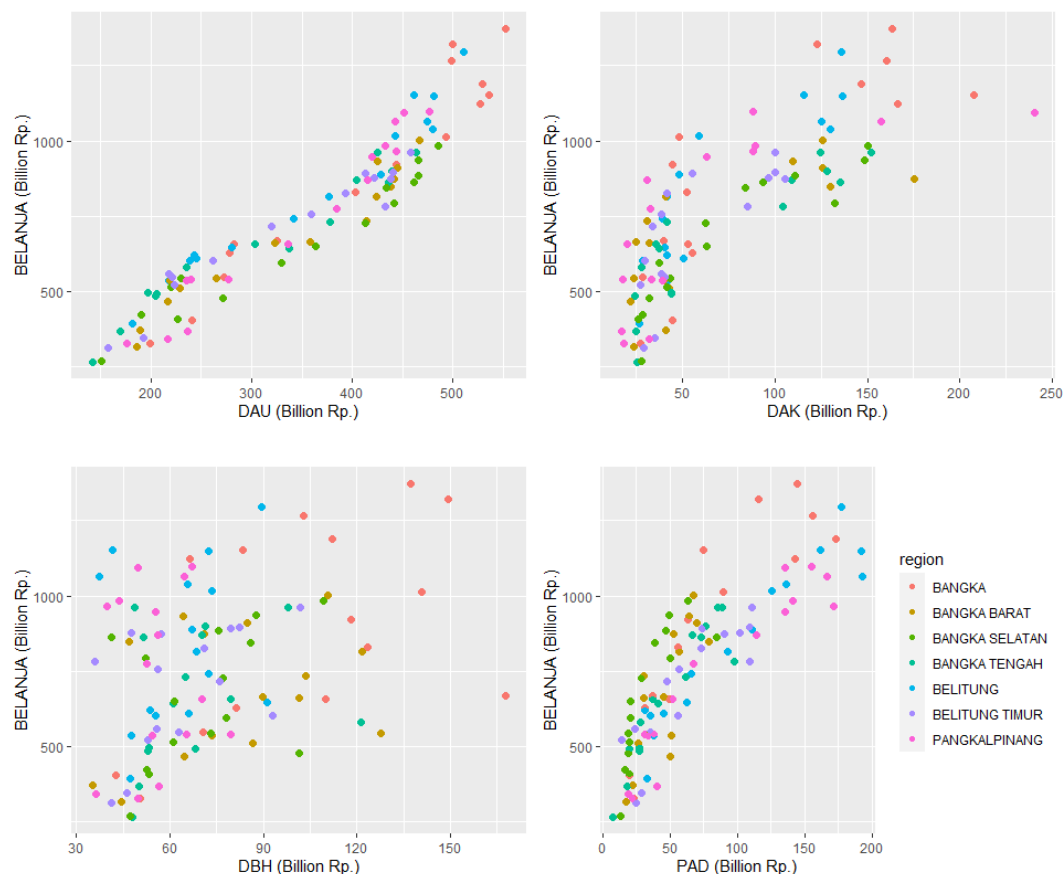 BELANJA (Billion Rp.)
1000
500
200
300
400
500
DAU (Billion Rp.)
BELANJA (Billion Rp.)
1000
500
50
100
150
200
250
DAK (Billion Rp.)
BELANJA (Billion Rp.)
1000
500
30
60
90
120
150
DBH (Billion Rp.)
BELANJA (Billion Rp.)
1000
500
0
50
100
150
200
PAD (Billion Rp.)
region
BANGKA
BANGKA BARAT
BANGKA SELATAN
BANGKA TENGAH
BELITUNG
BELITUNG TIMUR
PANGKALPINANG